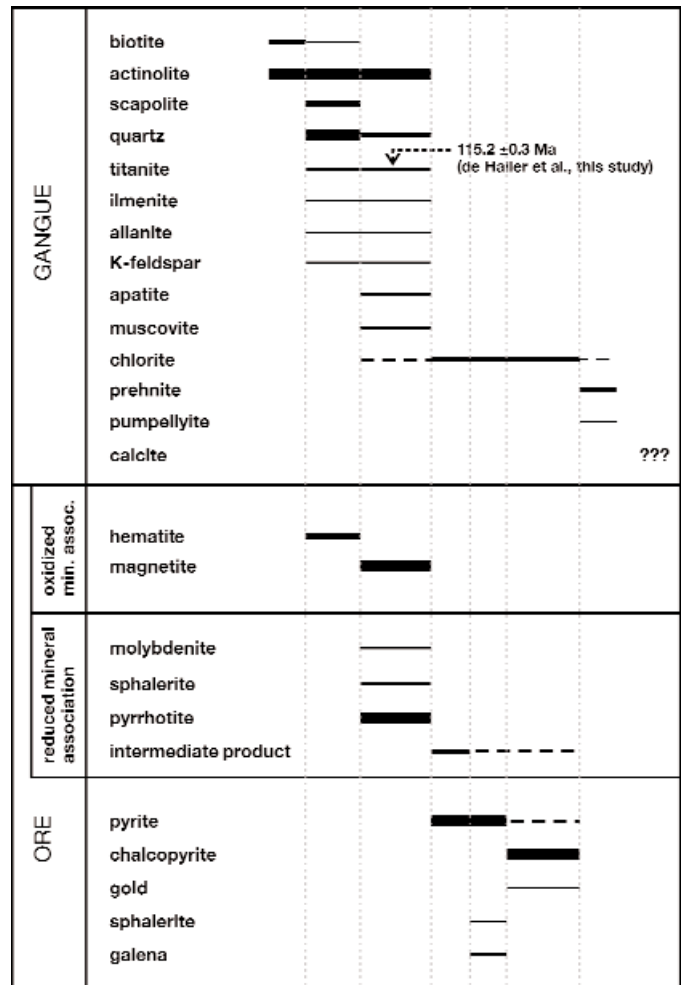 GANGUE
biotite
actinolite
scapolite
quartz
115.2 ±0.3 Ma
(de Haller et al., this study)
titanite
ilmenite
allanite
K-feldspar
apatite
muscovite
chlorite
prehnite
pumpellyite
calcite
???
ORE
oxidized
min. assoc.
hematite
magnetite
reduced mineral
association
molybdenite
sphalerite
pyrrhotite
intermediate product
pyrite
chalcopyrite
gold
sphalerite
galena